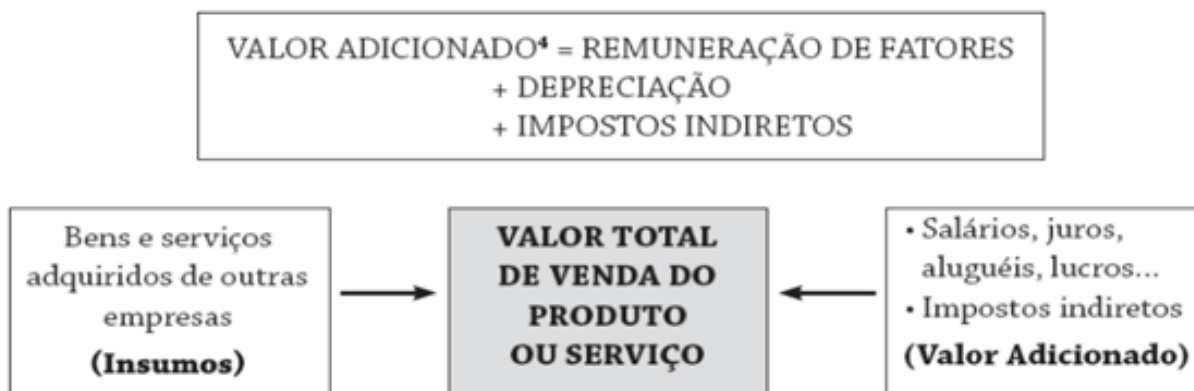 VALOR ADICIONADO⁴ = REMUNERAÇÃO DE FATORES
+ DEPRECIAÇÃO
+ IMPOSTOS INDIRETOS
Bens e serviços
adquiridos de outras
empresas
(Insumos)
VALOR TOTAL
DE VENDA DO
PRODUTO
OU SERVIÇO
• Salários, juros,
aluguéis, lucros...
• Impostos indiretos
(Valor Adicionado)